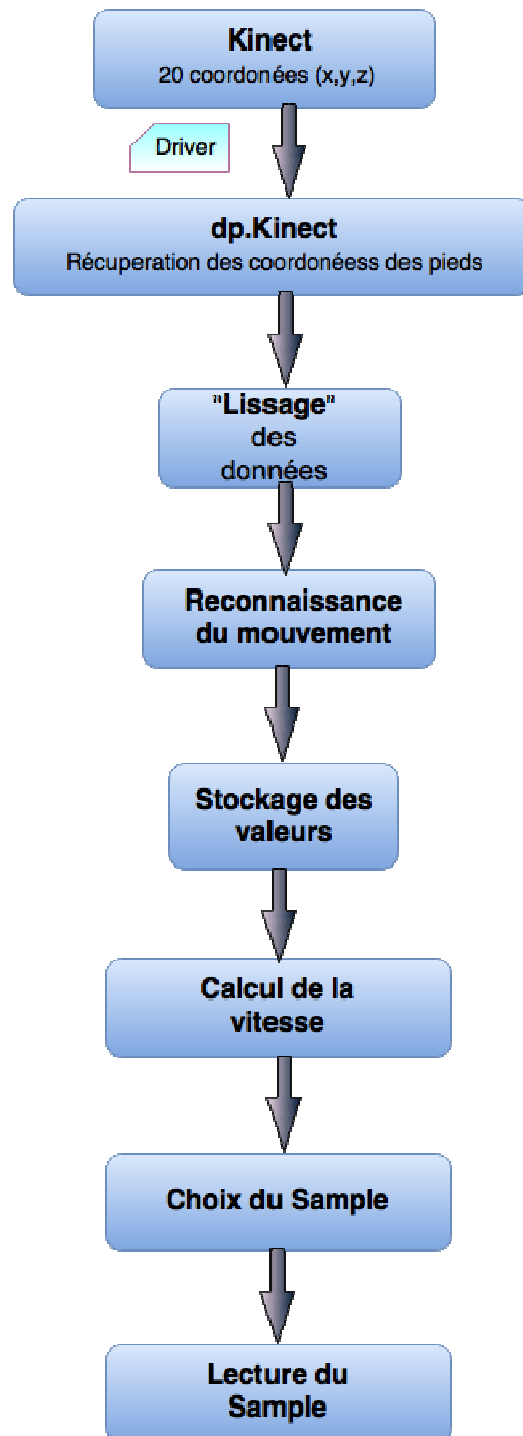 Kinect
20 coordonées (x,y,z)
Driver
dp.Kinect
Récuperation des coordonéess des pieds
"Lissage"
des
données
Reconnaissance
du mouvement
Stockage des
valeurs
Calcul de la
vitesse
Choix du Sample
Lecture du
Sample